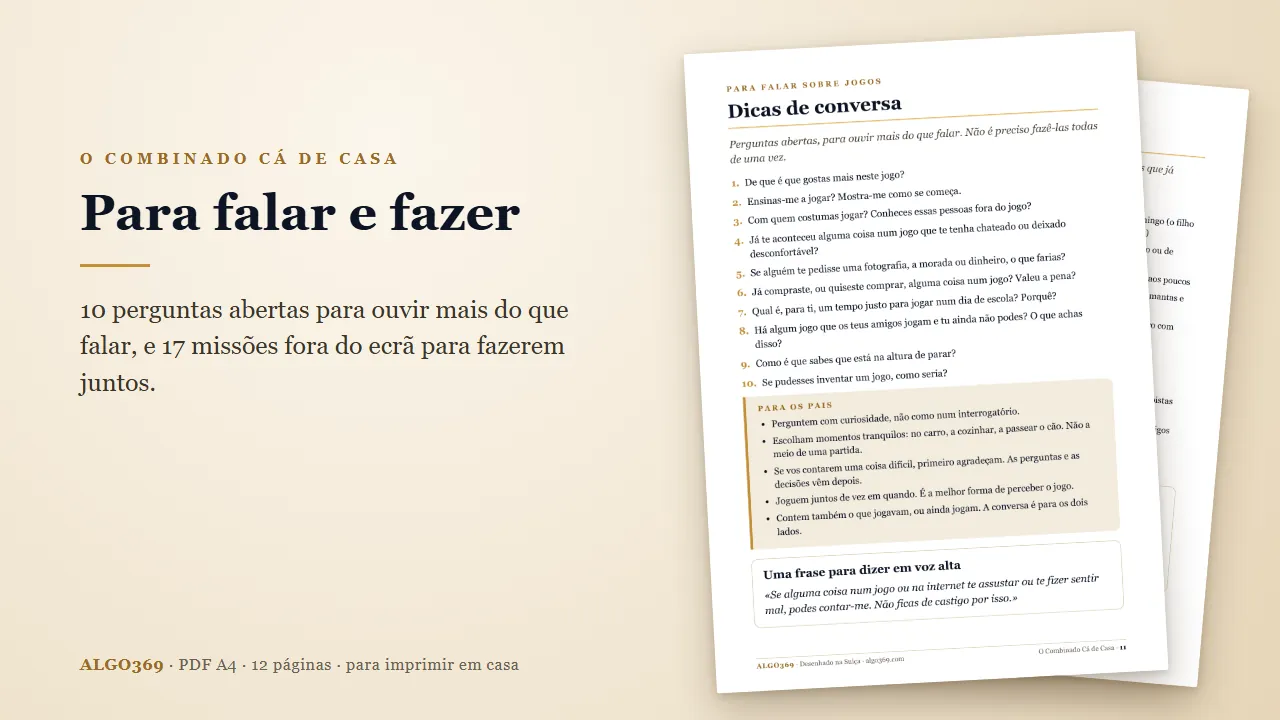 O COMBINADO CÁ DE CASA
Para falar e fazer
10 perguntas abertas para ouvir mais do que
falar, e 17 missões fora do ecrã para fazerem
juntos.
ALGO369 · PDF A4 · 12 páginas · para imprimir em casa
PARA FALAR SOBRE JOGOS
Dicas de conversa
Perguntas abertas, para ouvir mais do que falar. Não é preciso fazê-las todas
de uma vez.
1. De que é que gostas mais neste jogo?
2. Ensinas-me a jogar? Mostra-me como se começa.
3. Com quem costumas jogar? Conheces essas pessoas fora do jogo?
4. Já te aconteceu alguma coisa num jogo que te tenha chateado ou deixado
desconfortável?
5. Se alguém te pedisse uma fotografia, a morada ou dinheiro, o que farias?
6. Já compraste, ou quiseste comprar, alguma coisa num jogo? Valeu a pena?
7. Qual é, para ti, um tempo justo para jogar num dia de escola? Porquê?
8. Há algum jogo que os teus amigos jogam e tu ainda não podes? O que achas
disso?
9. Como é que sabes que está na altura de parar?
10. Se pudesses inventar um jogo, como seria?
PARA OS PAIS
• Perguntem com curiosidade, não como num interrogatório.
• Escolham momentos tranquilos: no carro, a cozinhar, a passear o cão. Não a
meio de uma partida.
• Se vos contarem uma coisa difícil, primeiro agradeçam. As perguntas e as
decisões vêm depois.
• Joguem juntos de vez em quando. É a melhor forma de perceber o jogo.
• Contem também o que jogavam, ou ainda jogam. A conversa é para os dois
lados.
Uma frase para dizer em voz alta
«Se alguma coisa num jogo ou na internet te assustar ou te fizer sentir
mal, podes contar-me. Não ficas de castigo por isso.»
ALGO369 · Desenhado na Suíça · algo369.com
O Combinado Cá de Casa · 11
que já
(o filho
)
ou de
aos poucos
mantas e
com